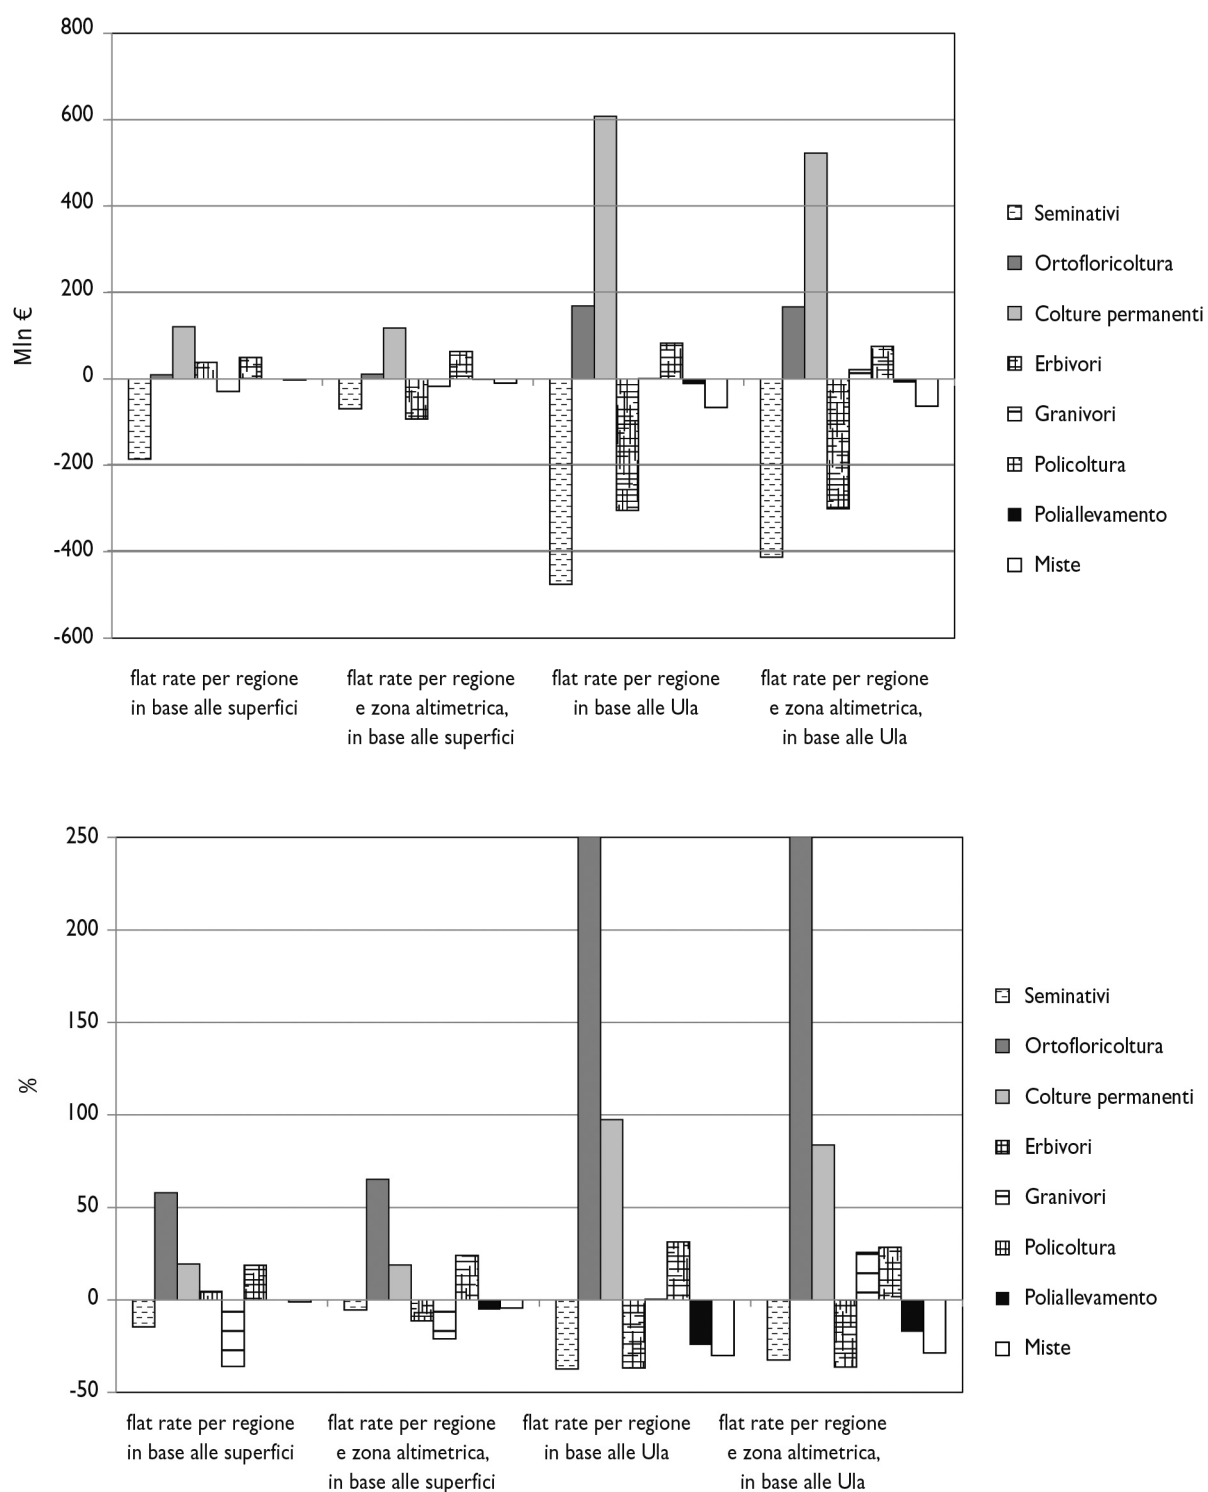 800
600
400
200
0
-200
-400
-600
Mln €
flat rate per regione
in base alle superfici
flat rate per regione
e zona altimetrica,
in base alle superfici
flat rate per regione
in base alle Ula
flat rate per regione
e zona altimetrica,
in base alle Ula
Seminativi
Ortofloricoltura
Colture permanenti
Erbivori
Granivori
Policoltura
Poliallevamento
Miste
250
200
150
100
50
0
-50
%
flat rate per regione
in base alle superfici
flat rate per regione
e zona altimetrica,
in base alle superfici
flat rate per regione
in base alle Ula
flat rate per regione
e zona altimetrica,
in base alle Ula
Seminativi
Ortofloricoltura
Colture permanenti
Erbivori
Granivori
Policoltura
Poliallevamento
Miste